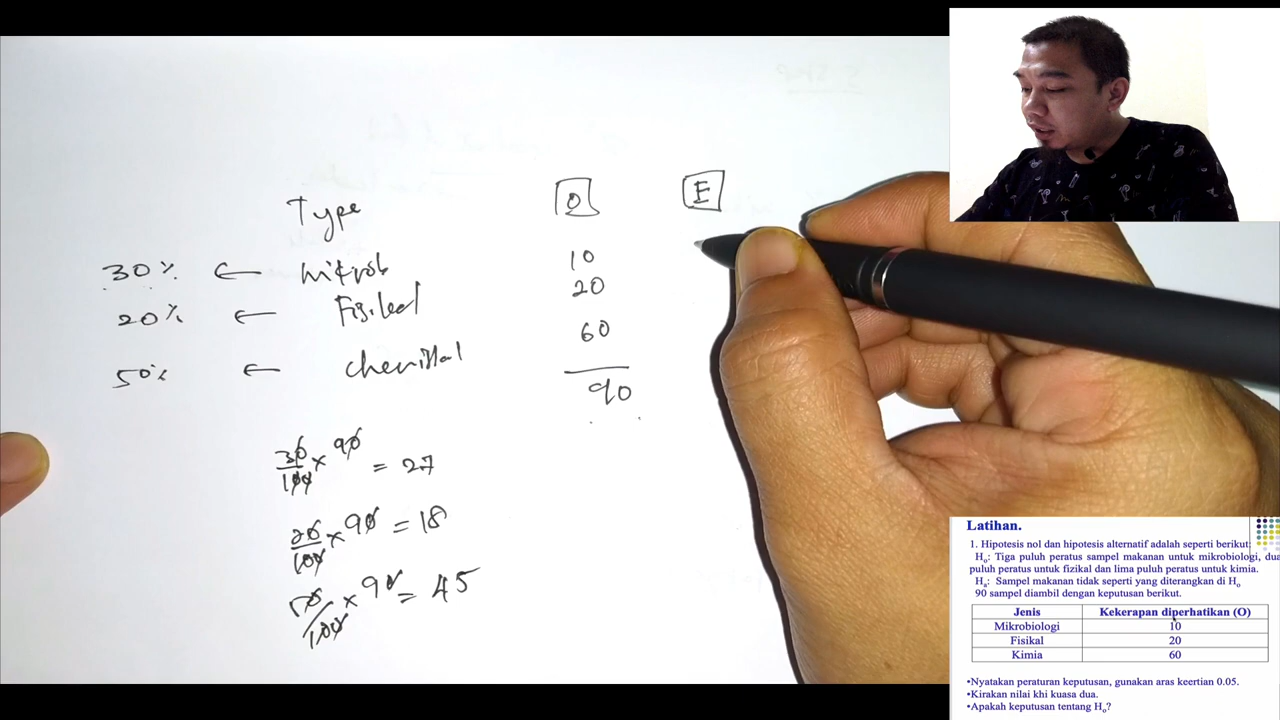 Type O E
30% ← mikrob 10
20% ← Fisikal 20
50% ← chemikal 60
90
30/100 × 90 = 27
20/100 × 90 = 18
50/100 × 90 = 45
Latihan.
1. Hipotesis nol dan hipotesis alternatif adalah seperti berikut:
H₀: Tiga puluh peratus sampel makanan untuk mikrobiologi, dua
puluh peratus untuk fizikal dan lima puluh peratus untuk kimia.
Hₐ: Sampel makanan tidak seperti yang diterangkan di H₀
90 sampel diambil dengan keputusan berikut.
Jenis Kekerapan diperhatikan (O)
Mikrobiologi 10
Fisikal 20
Kimia 60
•Nyatakan peraturan keputusan, gunakan aras keertian 0.05.
•Kirakan nilai khi kuasa dua.
•Apakah keputusan tentang H₀?